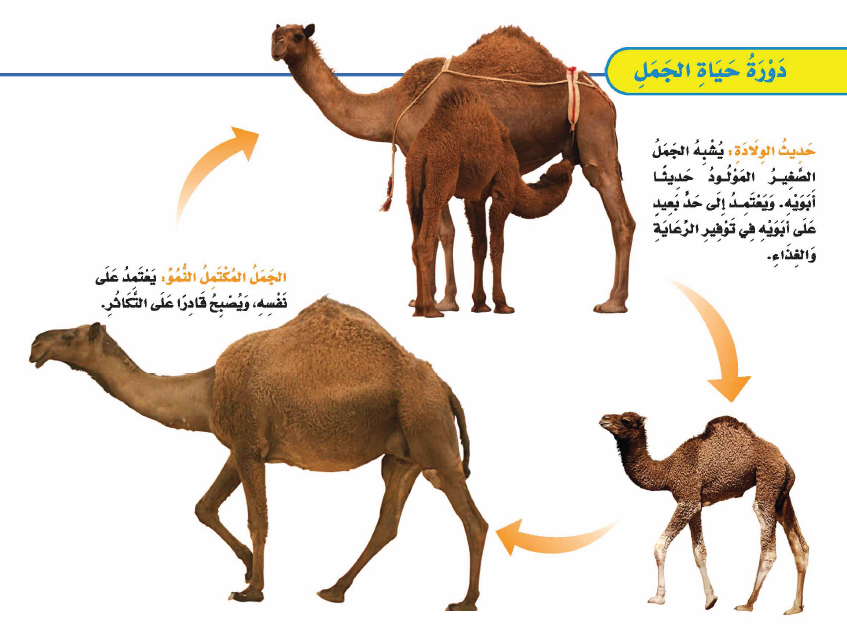 دَوْرَةُ حَيَاةِ الجَمَلِ
حَدِيثُ الوِلَادَةِ: يُشْبِهُ الجَمَلُ
الصَّغِيرُ المَوْلُودُ حَدِيثًا
أَبَوَيْهِ. وَيَعْتَمِدُ إِلَى حَدٍّ بَعِيدٍ
عَلَى أَبَوَيْهِ فِي تَوْفِيرِ الرِّعَايَةِ
وَالغِذَاءِ.
الجَمَلُ المُكْتَمِلُ النُّمُوِّ: يَعْتَمِدُ عَلَى
نَفْسِهِ، وَيُصْبِحُ قَادِرًا عَلَى التَّكَاثُرِ.